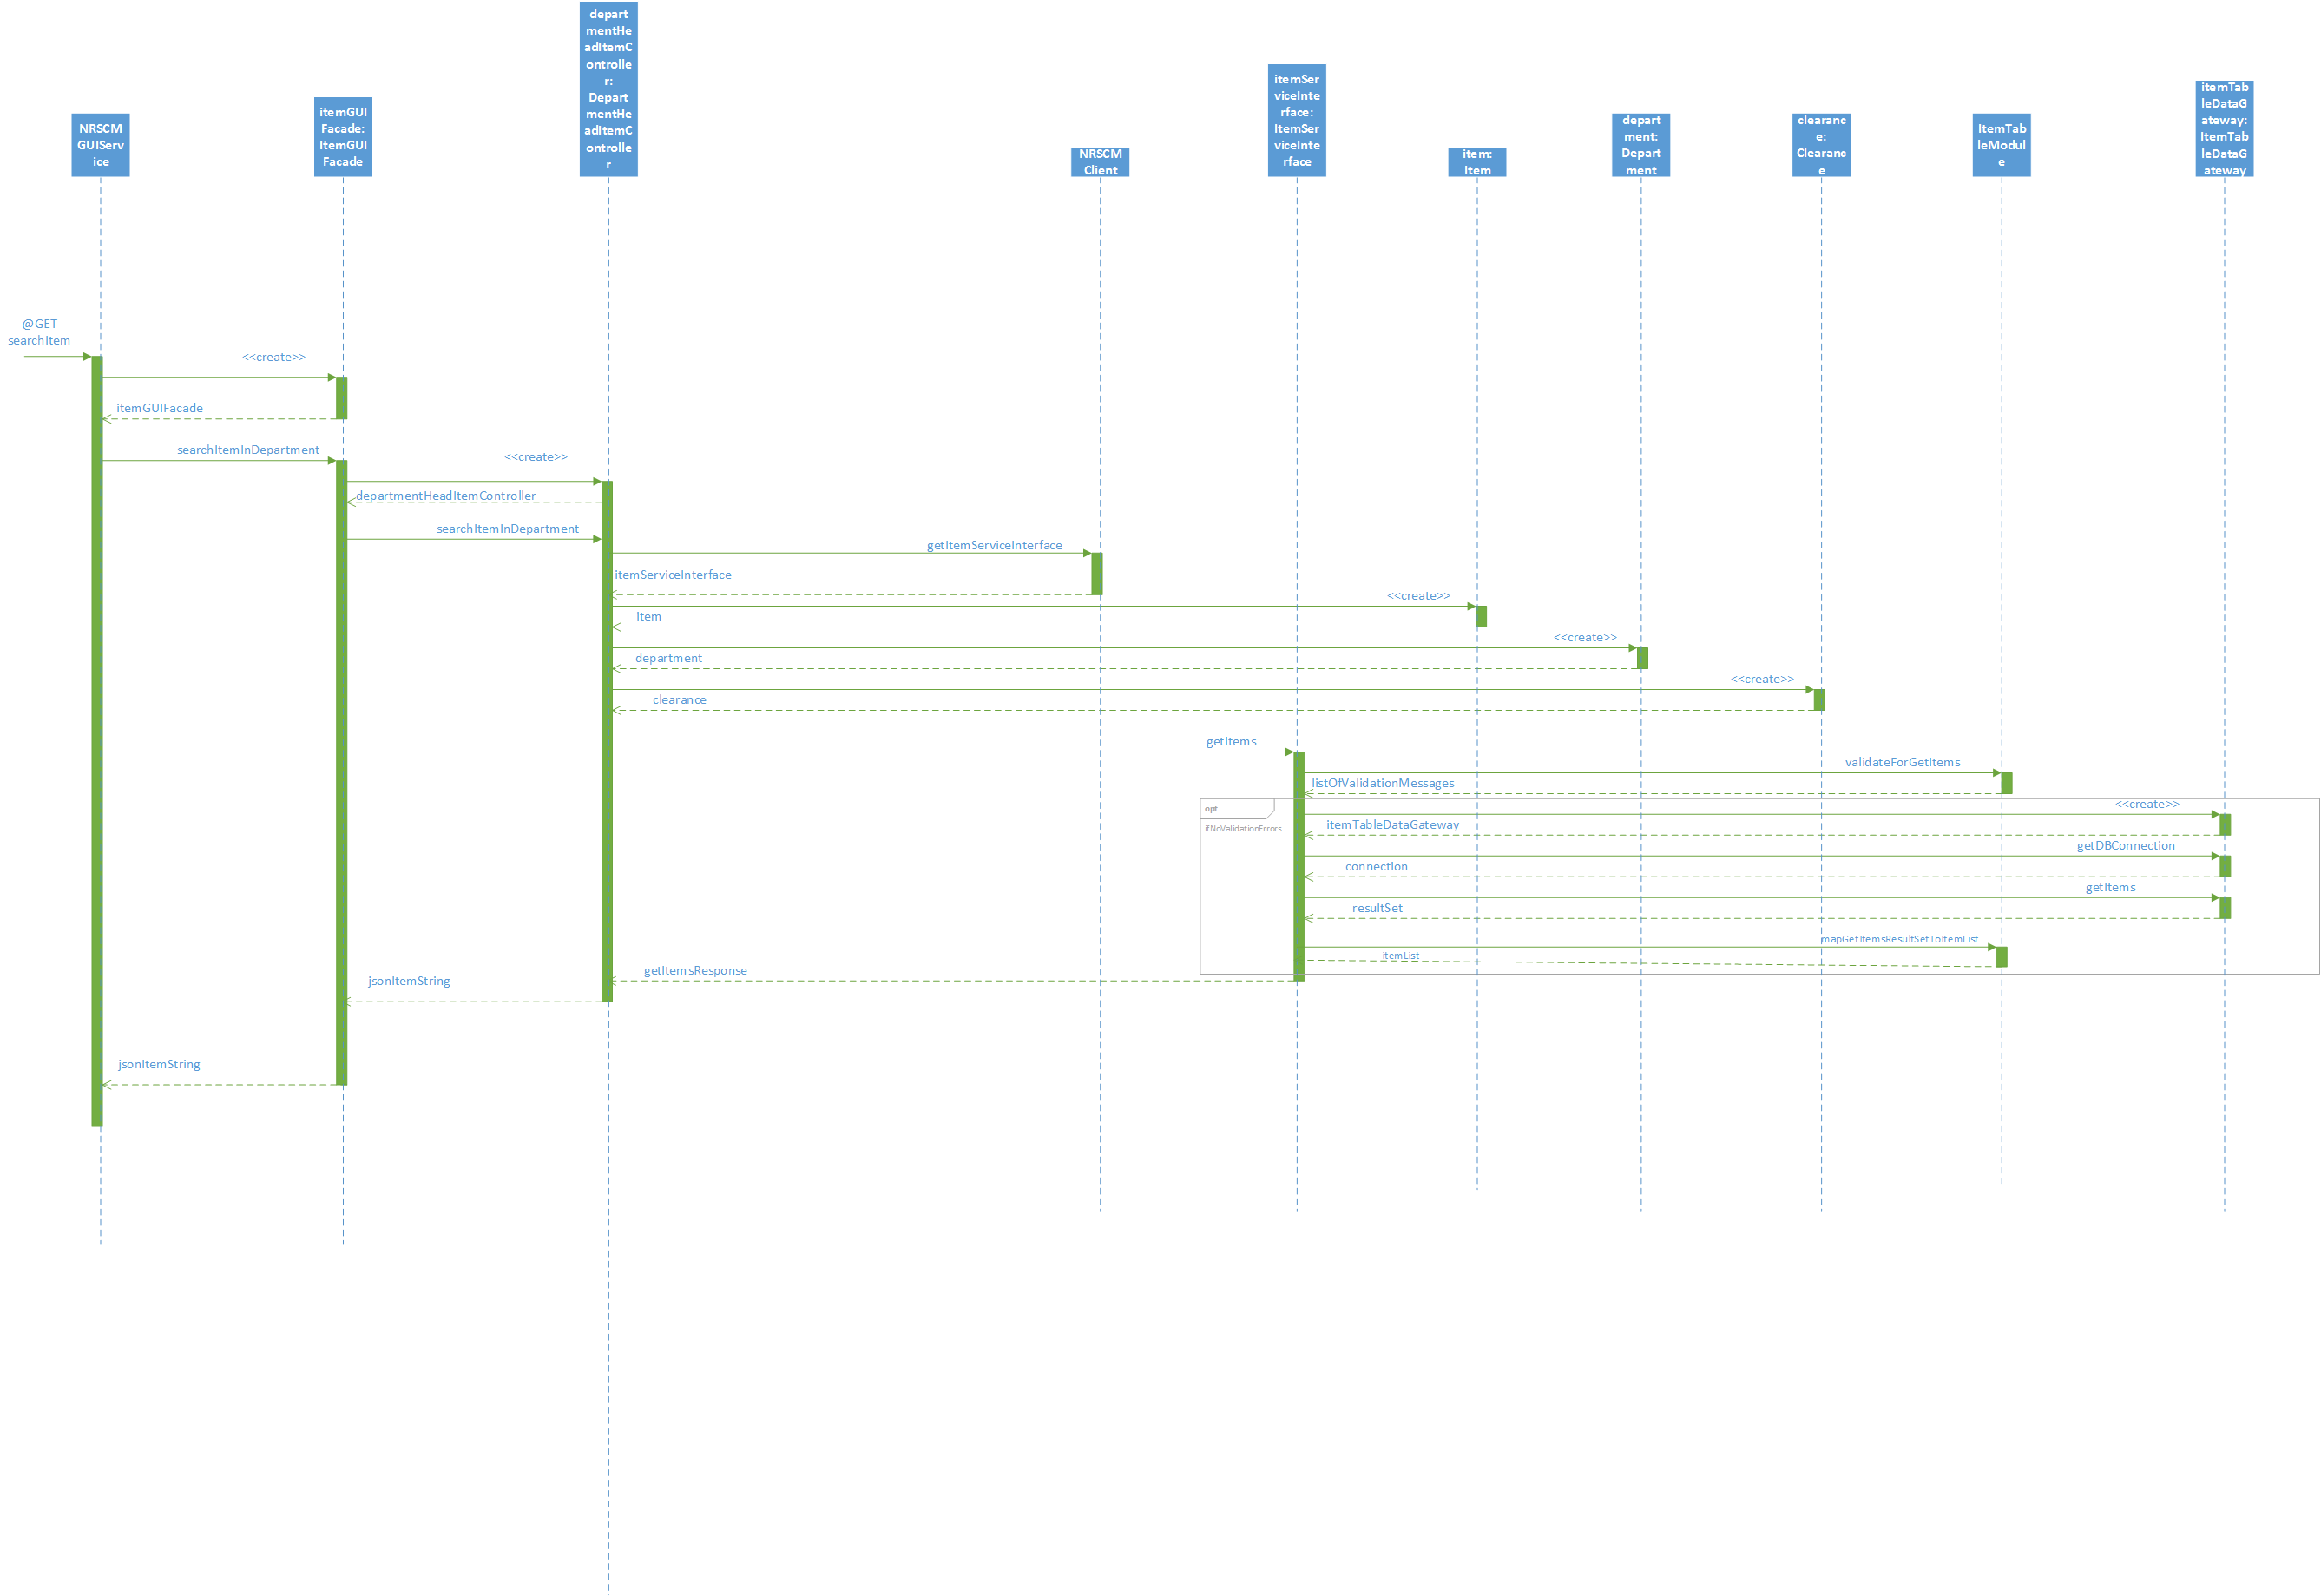 depart
mentHe
adItemC
ontrolle
r:
Depart
mentHe
adItemC
ontrolle
r
NRSCM
GUIServ
ice
itemGUI
Facade:
ItemGUI
Facade
NRSCM
Client
itemSer
viceInte
rface:
ItemSer
viceInte
rface
item:
Item
depart
ment:
Depart
ment
clearanc
e:
Clearanc
e
ItemTab
leModul
e
itemTab
leDataG
ateway:
ItemTab
leDataG
ateway
@GET
searchItem
<<create>>
itemGUIFacade
searchItemInDepartment
<<create>>
departmentHeadItemController
searchItemInDepartment
getItemServiceInterface
itemServiceInterface
<<create>>
item
<<create>>
department
<<create>>
clearance
getItems
validateForGetItems
listOfValidationMessages
opt
ifNoValidationErrors
<<create>>
itemTableDataGateway
getDBConnection
connection
getItems
resultSet
mapGetItemsResultSetToItemList
itemList
getItemsResponse
jsonItemString
jsonItemString